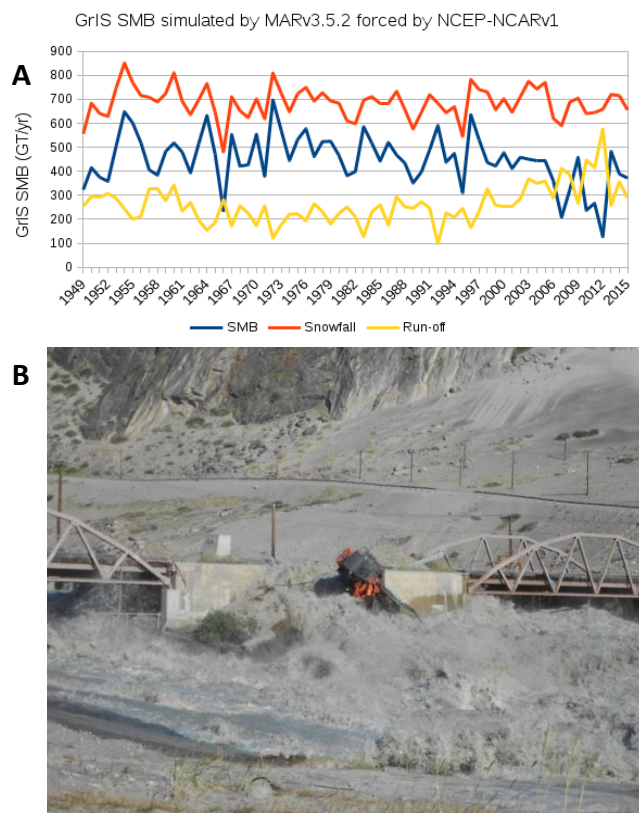 GrIS SMB simulated by MARv3.5.2 forced by NCEP-NCARv1
A
GrIS SMB (GT/yr)
900
800
700
600
500
400
300
200
100
0
1949 1952 1955 1958 1961 1964 1967 1970 1973 1976 1979 1982 1985 1988 1991 1994 1997 2000 2003 2006 2009 2012 2015
SMB Snowfall Run-off
B